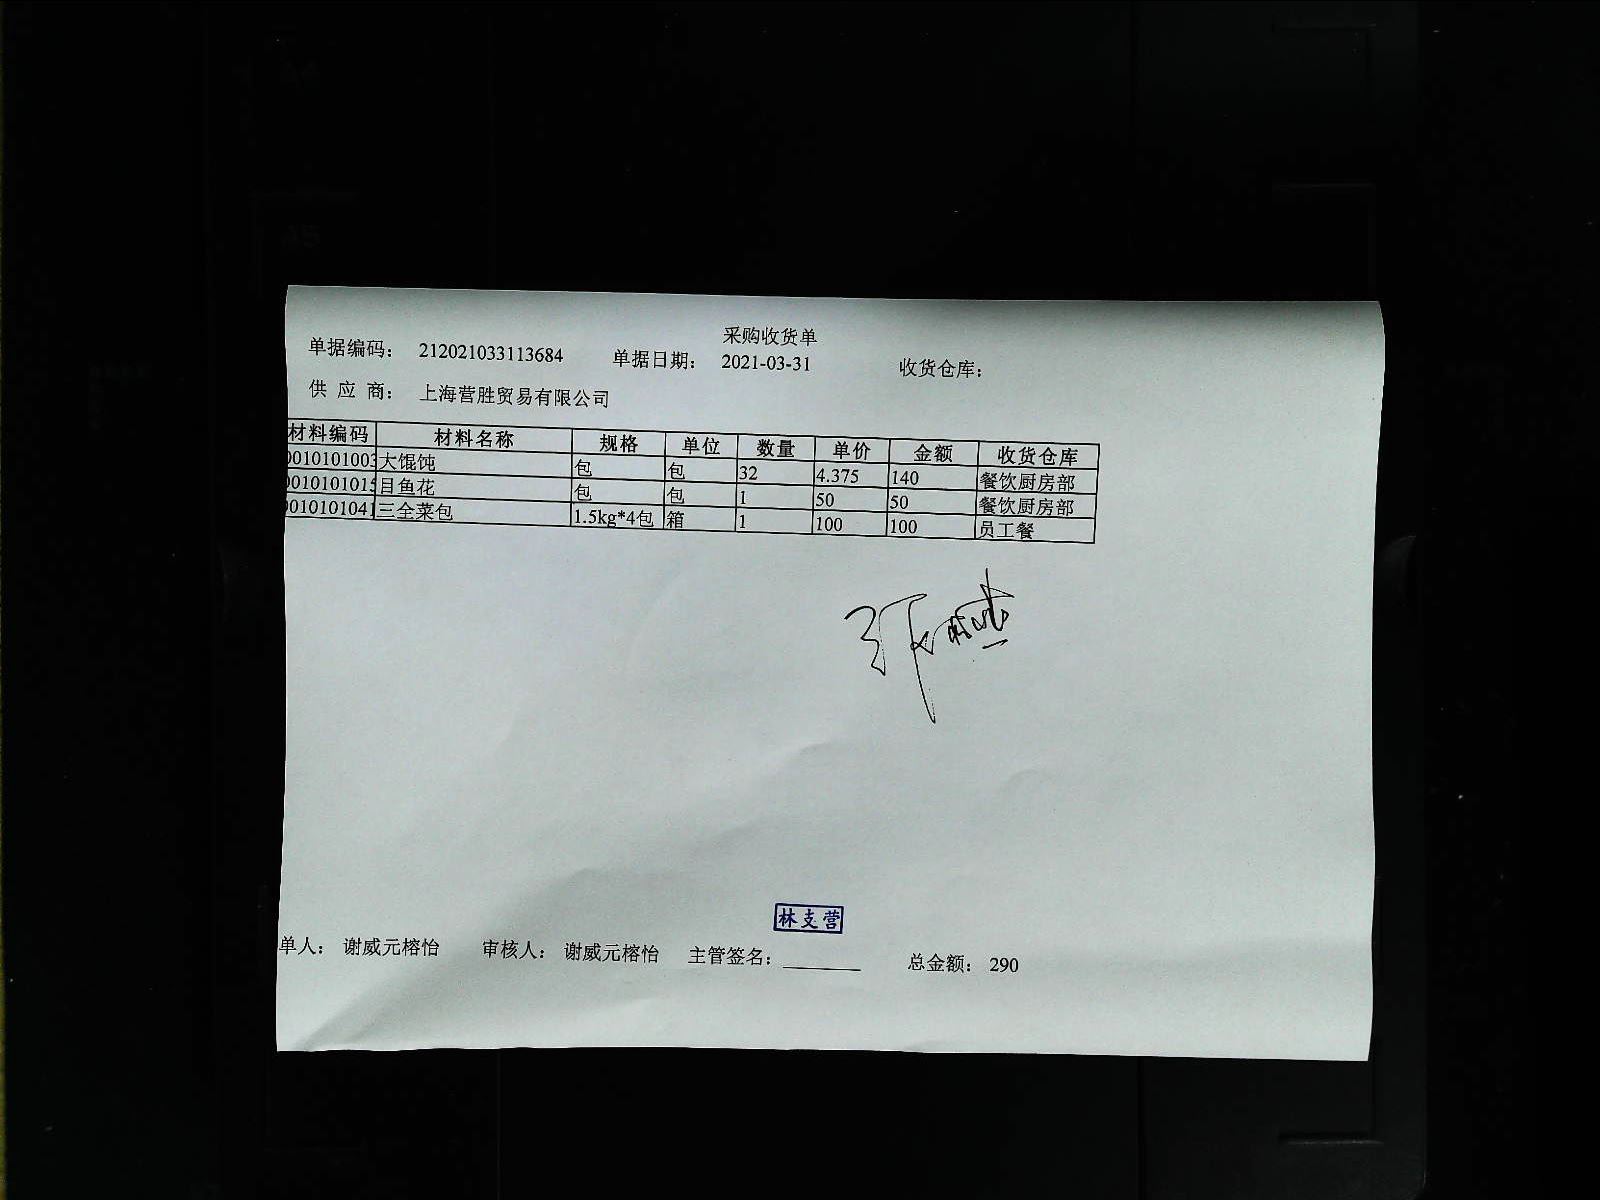 采购收货单
单据编码: 212021033113684 单据日期: 2021-03-31 收货仓库:
供 应 商: 上海营胜贸易有限公司
材料编码 材料名称 规格 单位 数量 单价 金额 收货仓库
0010101003 大馄饨 包 包 32 4.375 140 餐饮厨房部
0010101015 目鱼花 包 包 1 50 50 餐饮厨房部
001010104 三全菜包 1.5kg*4包 箱 1 100 100 员工餐
林支营
单人: 谢威元榕怡 审核人: 谢威元榕怡 主管签名: 总金额: 290